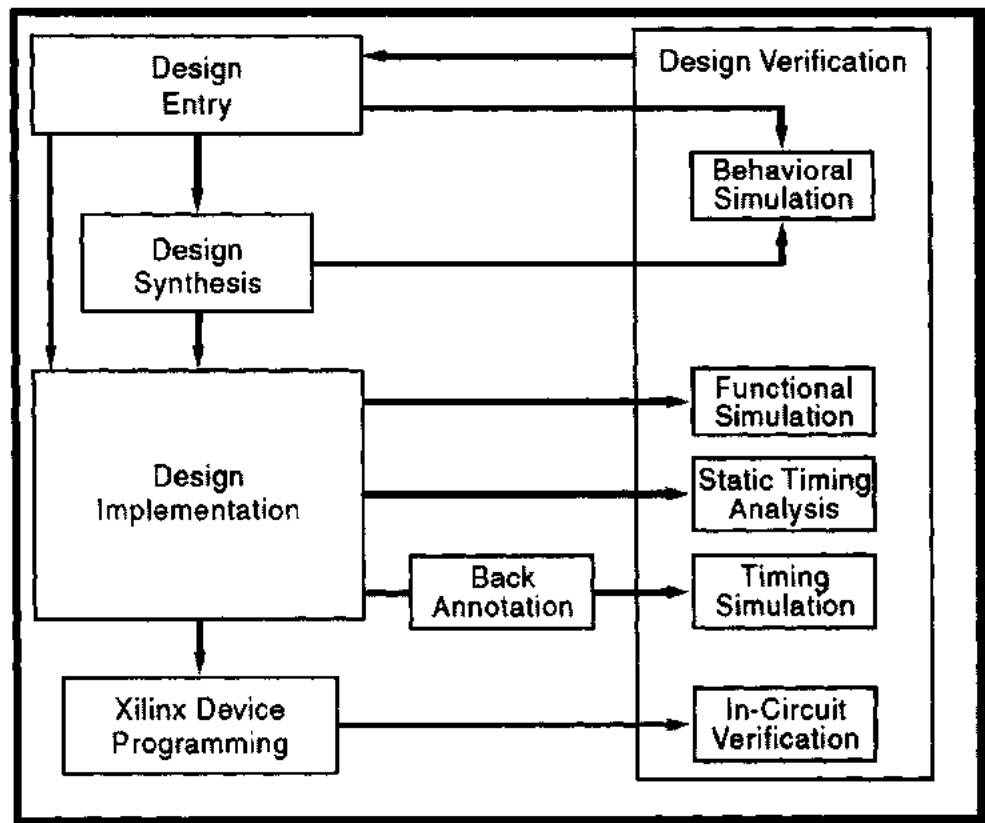 Design
Entry
Design Verification
Behavioral
Simulation
Design
Synthesis
Functional
Simulation
Design
Implementation
Static Timing
Analysis
Back
Annotation
Timing
Simulation
Xilinx Device
Programming
In-Circuit
Verification